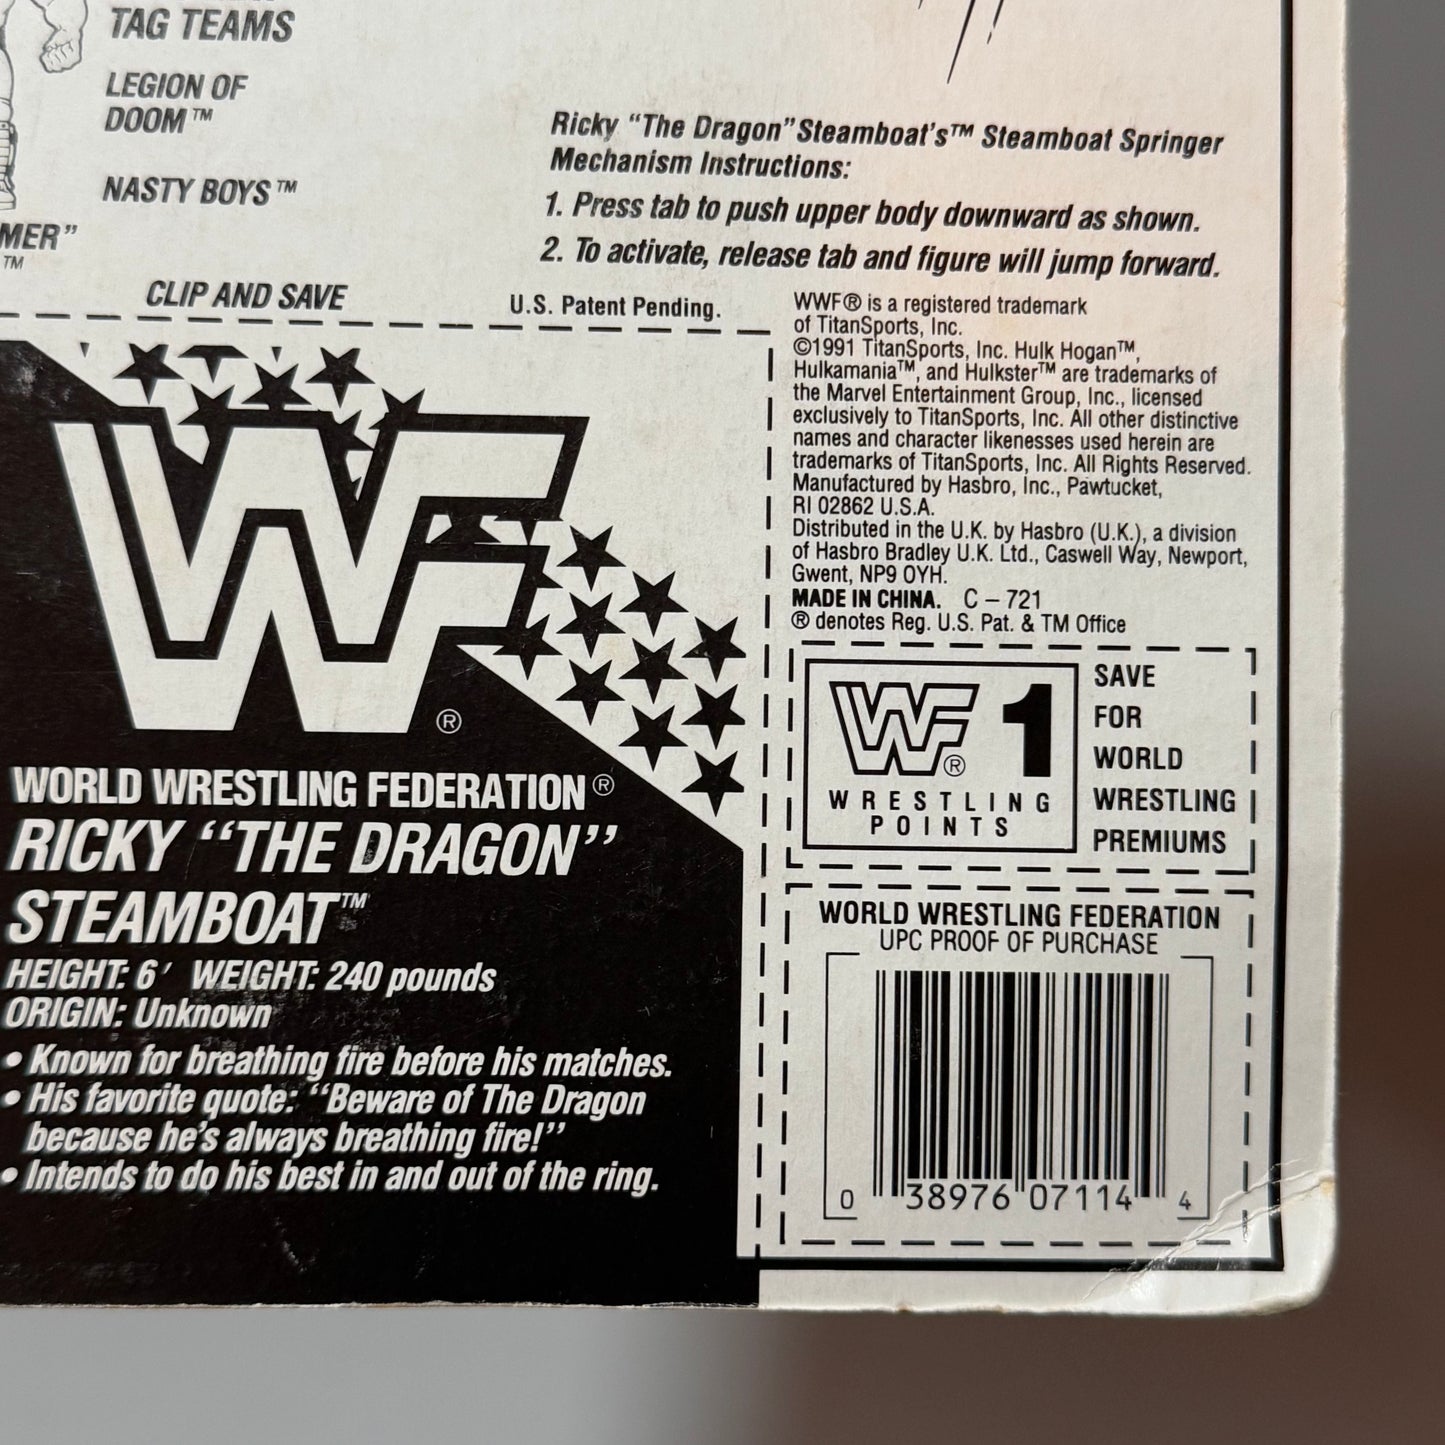 TAG TEAMS
LEGION OF
DOOM™
NASTY BOYS™
MER”
™
CLIP AND SAVE
Ricky “The Dragon” Steamboat's™ Steamboat Springer
Mechanism Instructions:
1. Press tab to push upper body downward as shown.
2. To activate, release tab and figure will jump forward.
U.S. Patent Pending.
WWF® is a registered trademark
of TitanSports, Inc.
©1991 TitanSports, Inc. Hulk Hogan™,
Hulkamania™, and Hulkster™ are trademarks of
the Marvel Entertainment Group, Inc., licensed
exclusively to TitanSports, Inc. All other distinctive
names and character likenesses used herein are
trademarks of TitanSports, Inc. All Rights Reserved.
Manufactured by Hasbro, Inc., Pawtucket,
RI 02862 U.S.A.
Distributed in the U.K. by Hasbro (U.K.), a division
of Hasbro Bradley U.K. Ltd., Caswell Way, Newport,
Gwent, NP9 OYH.
MADE IN CHINA. C – 721
® denotes Reg. U.S. Pat. & TM Office
WF®
WORLD WRESTLING FEDERATION®
RICKY “THE DRAGON”
STEAMBOAT™
HEIGHT: 6′ WEIGHT: 240 pounds
ORIGIN: Unknown
• Known for breathing fire before his matches.
• His favorite quote: “Beware of The Dragon
because he's always breathing fire!”
• Intends to do his best in and out of the ring.
WF® 1
WRESTLING
POINTS
SAVE
FOR
WORLD
WRESTLING
PREMIUMS
WORLD WRESTLING FEDERATION
UPC PROOF OF PURCHASE
0 38976 07114 4